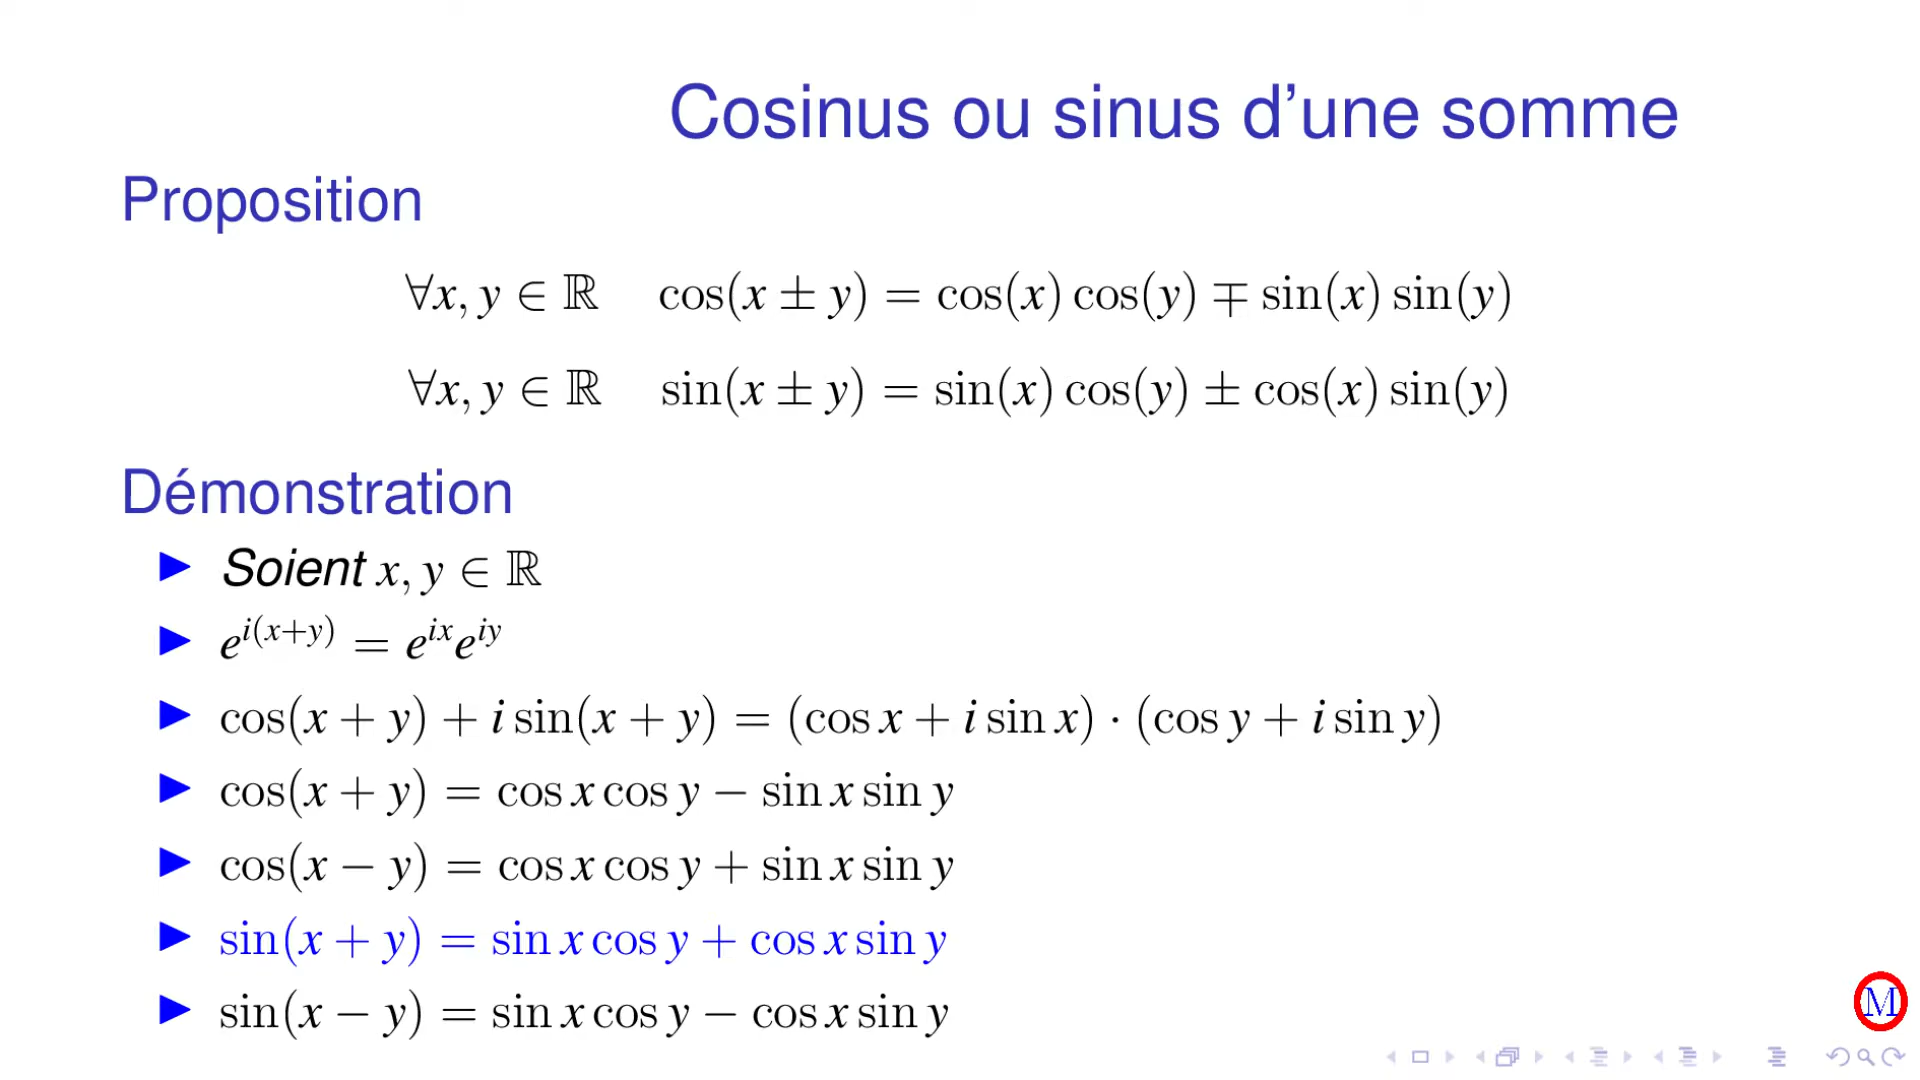 Cosinus ou sinus d'une somme
Proposition
∀x, y ∈ ℝ cos(x ± y) = cos(x) cos(y) ∓ sin(x) sin(y)
∀x, y ∈ ℝ sin(x ± y) = sin(x) cos(y) ± cos(x) sin(y)
Démonstration
▶ Soient x, y ∈ ℝ
▶ e^{i(x+y)} = e^{ix}e^{iy}
▶ cos(x + y) + i sin(x + y) = (cos x + i sin x) · (cos y + i sin y)
▶ cos(x + y) = cos x cos y − sin x sin y
▶ cos(x − y) = cos x cos y + sin x sin y
▶ sin(x + y) = sin x cos y + cos x sin y
▶ sin(x − y) = sin x cos y − cos x sin y
M